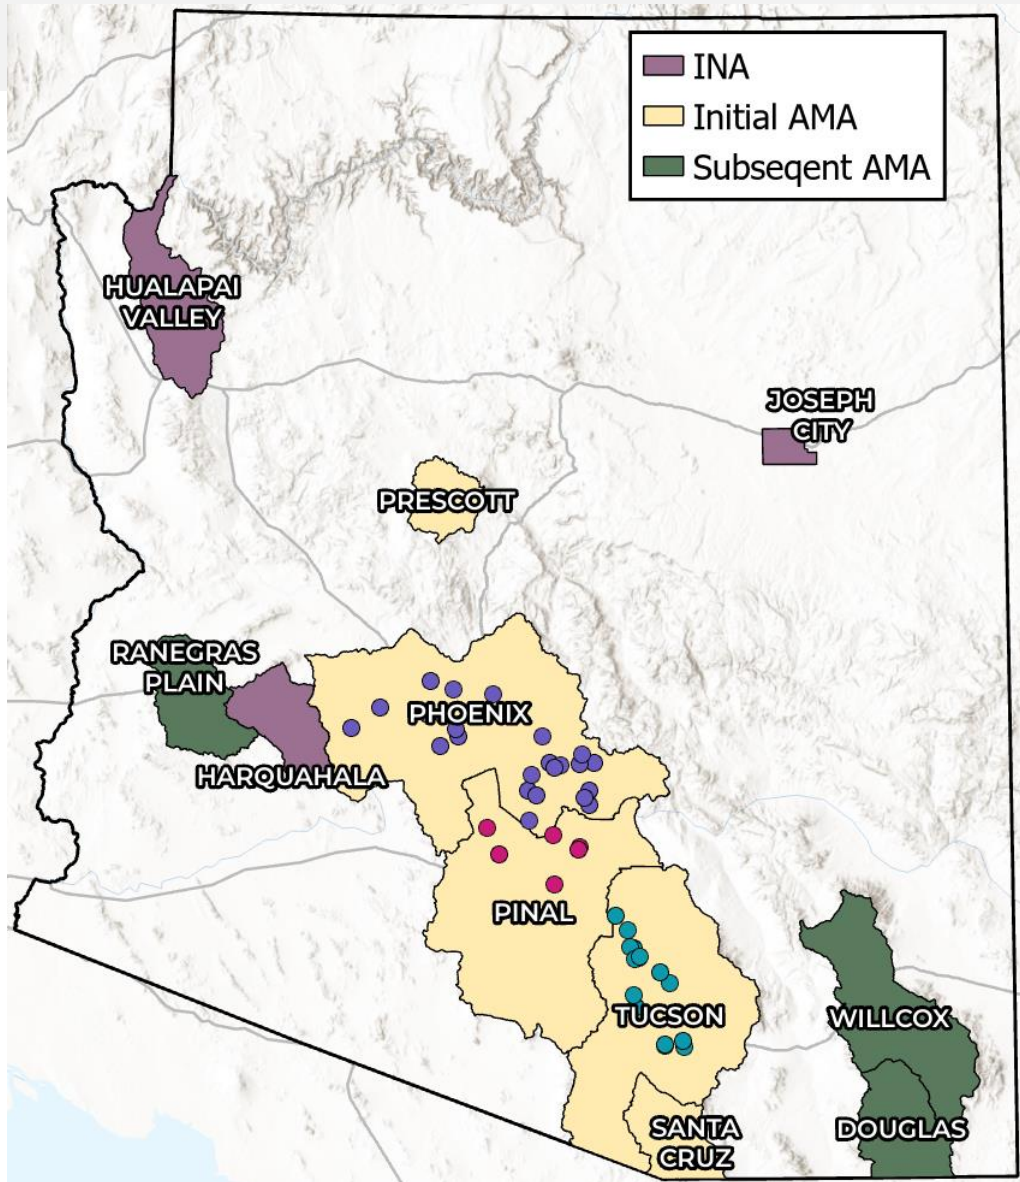 INA
Initial AMA
Subseqent AMA
HUALAPAI
VALLEY
JOSEPH
CITY
PRESCOTT
RANEGRAS
PLAIN
PHOENIX
HARQUAHALA
PINAL
TUCSON
WILLCOX
SANTA
CRUZ
DOUGLAS